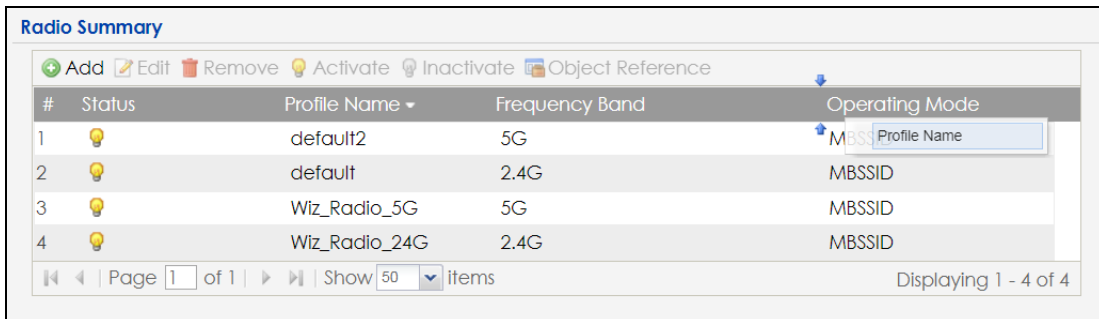 Radio Summary
Add Edit Remove Activate Inactivate Object Reference
# Status Profile Name Frequency Band Operating Mode
1 default2 5G MBSSID Profile Name
2 default 2.4G MBSSID
3 Wiz_Radio_5G 5G MBSSID
4 Wiz_Radio_24G 2.4G MBSSID
Page 1 of 1 Show 50 items Displaying 1 - 4 of 4